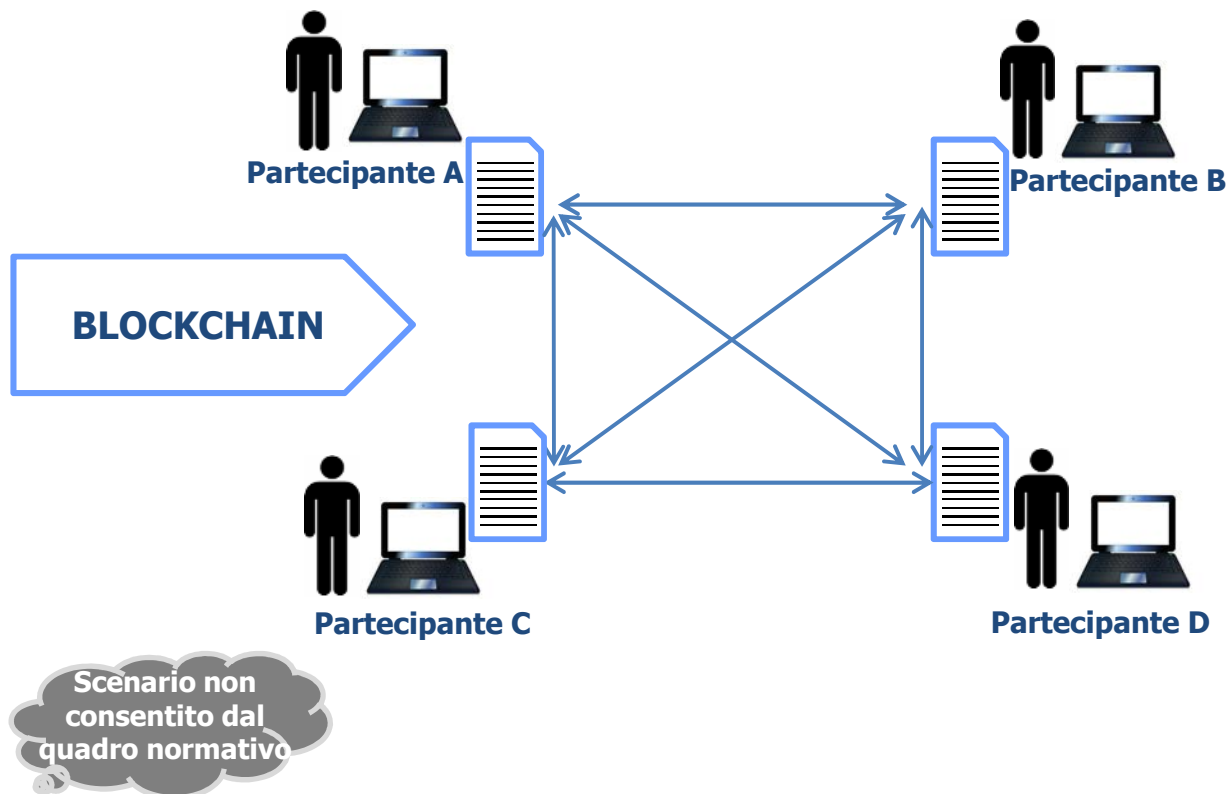 Partecipante A
Partecipante B
BLOCKCHAIN
Partecipante C
Partecipante D
Scenario non
consentito dal
quadro normativo